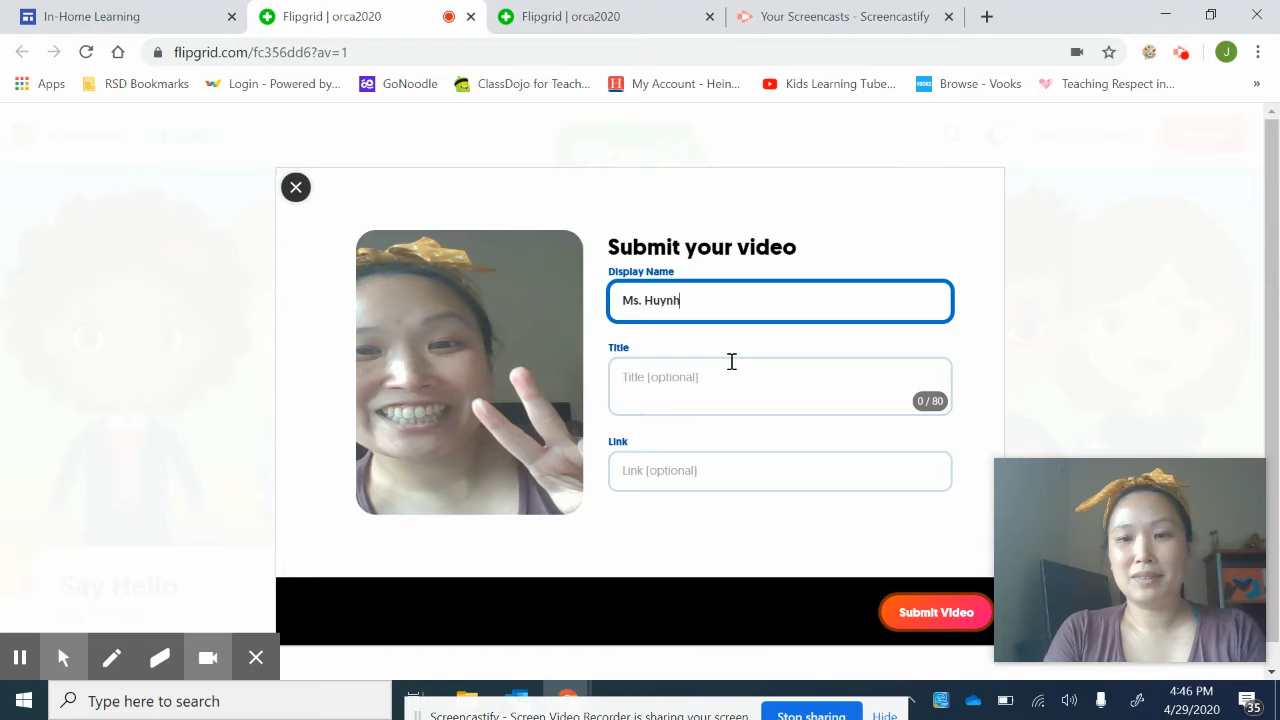 In-Home Learning
Flipgrid | orca2020
Flipgrid | orca2020
Your Screencasts - Screencastify
flipgrid.com/fc356dd6?av=1
J
Apps
RSD Bookmarks
Login - Powered by...
GoNoodle
ClassDojo for Teach...
My Account - Hein...
Kids Learning Tube...
Browse - Vooks
Teaching Respect in...
»
Submit your video
Display Name
Ms. Huynh
Title
Title (optional)
0 / 80
Link
Link (optional)
Say Hello
Submit Video
Type here to search
Screencastify - Screen Video Recorder is sharing your screen.
Stop sharing
Hide
4:46 PM
4/29/2020
35